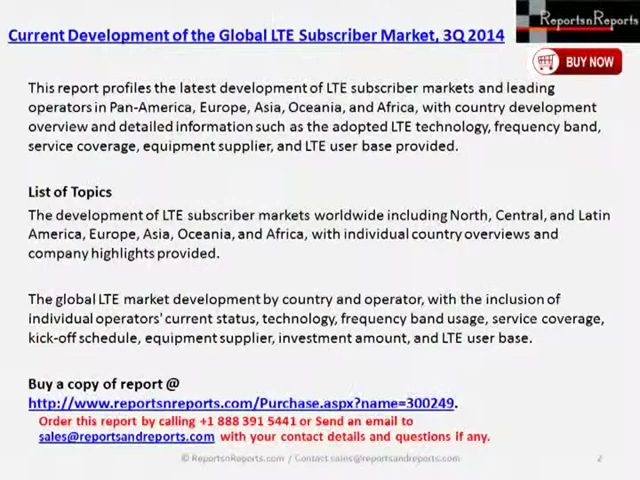 Current Development of the Global LTE Subscriber Market, 3Q 2014
ReportsnReports
BUY NOW
This report profiles the latest development of LTE subscriber markets and leading
operators in Pan-America, Europe, Asia, Oceania, and Africa, with country development
overview and detailed information such as the adopted LTE technology, frequency band,
service coverage, equipment supplier, and LTE user base provided.
List of Topics
The development of LTE subscriber markets worldwide including North, Central, and Latin
America, Europe, Asia, Oceania, and Africa, with individual country overviews and
company highlights provided.
The global LTE market development by country and operator, with the inclusion of
individual operators' current status, technology, frequency band usage, service coverage,
kick-off schedule, equipment supplier, investment amount, and LTE user base.
Buy a copy of report @
http://www.reportsnreports.com/Purchase.aspx?name=300249.
Order this report by calling +1 888 391 5441 or Send an email to
sales@reportsandreports.com with your contact details and questions if any.
© ReportsnReports.com / Contact sales@reportsandreports.com
2